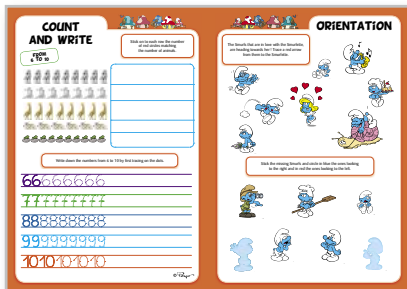 COUNT
AND WRITE
FROM
6 TO 10
Stick on in each row the number
of red circles matching
the number of animals.
Write down the numbers from 6 to 10 by first tracing on the dots.
66666666
77777777
888888888
999999999
1010101010
© Peyo
ORIENTATION
The Smurfs that are in love with the Smurfette,
are heading towards her! Trace a red arrow
from them to the Smurfette.
Stick the missing Smurfs and circle in blue the ones looking
to the right and in red the ones looking to the left.